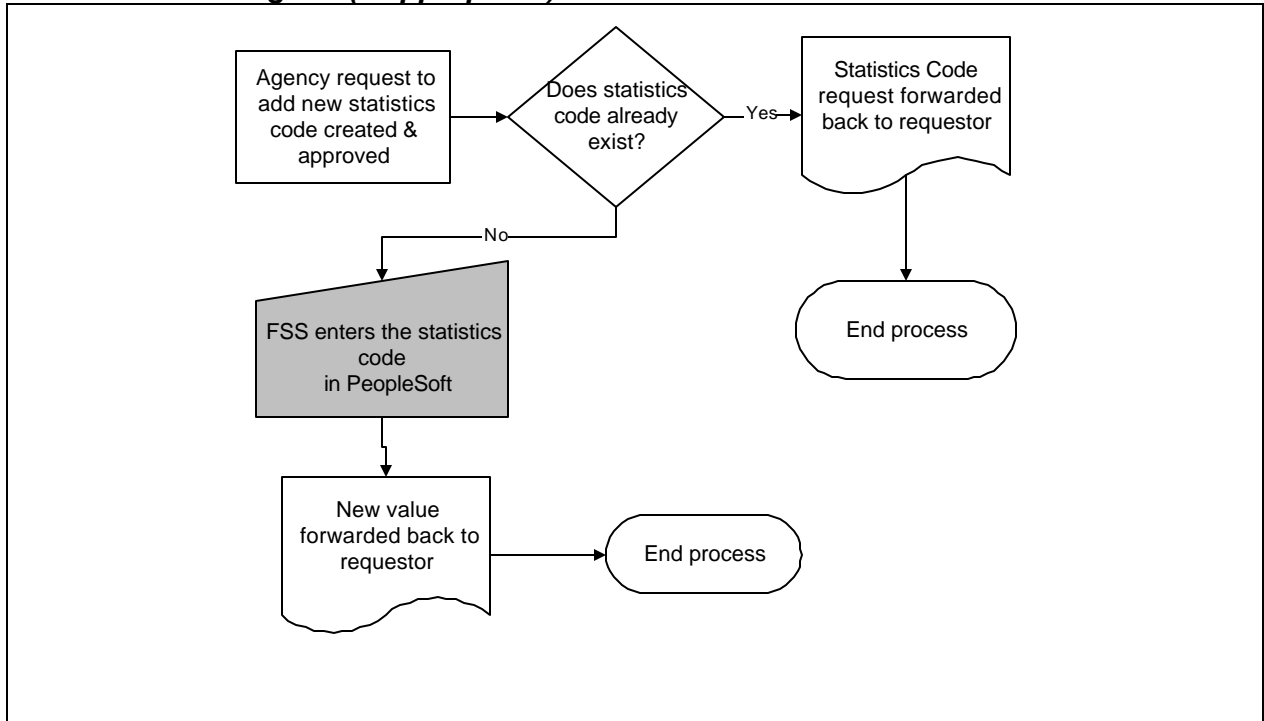 Agency request to
add new statistics
code created &
approved
Does statistics
code already
exist?
Yes
Statistics Code
request forwarded
back to requestor
No
End process
FSS enters the statistics
code
in PeopleSoft
New value
forwarded back to
requestor
End process